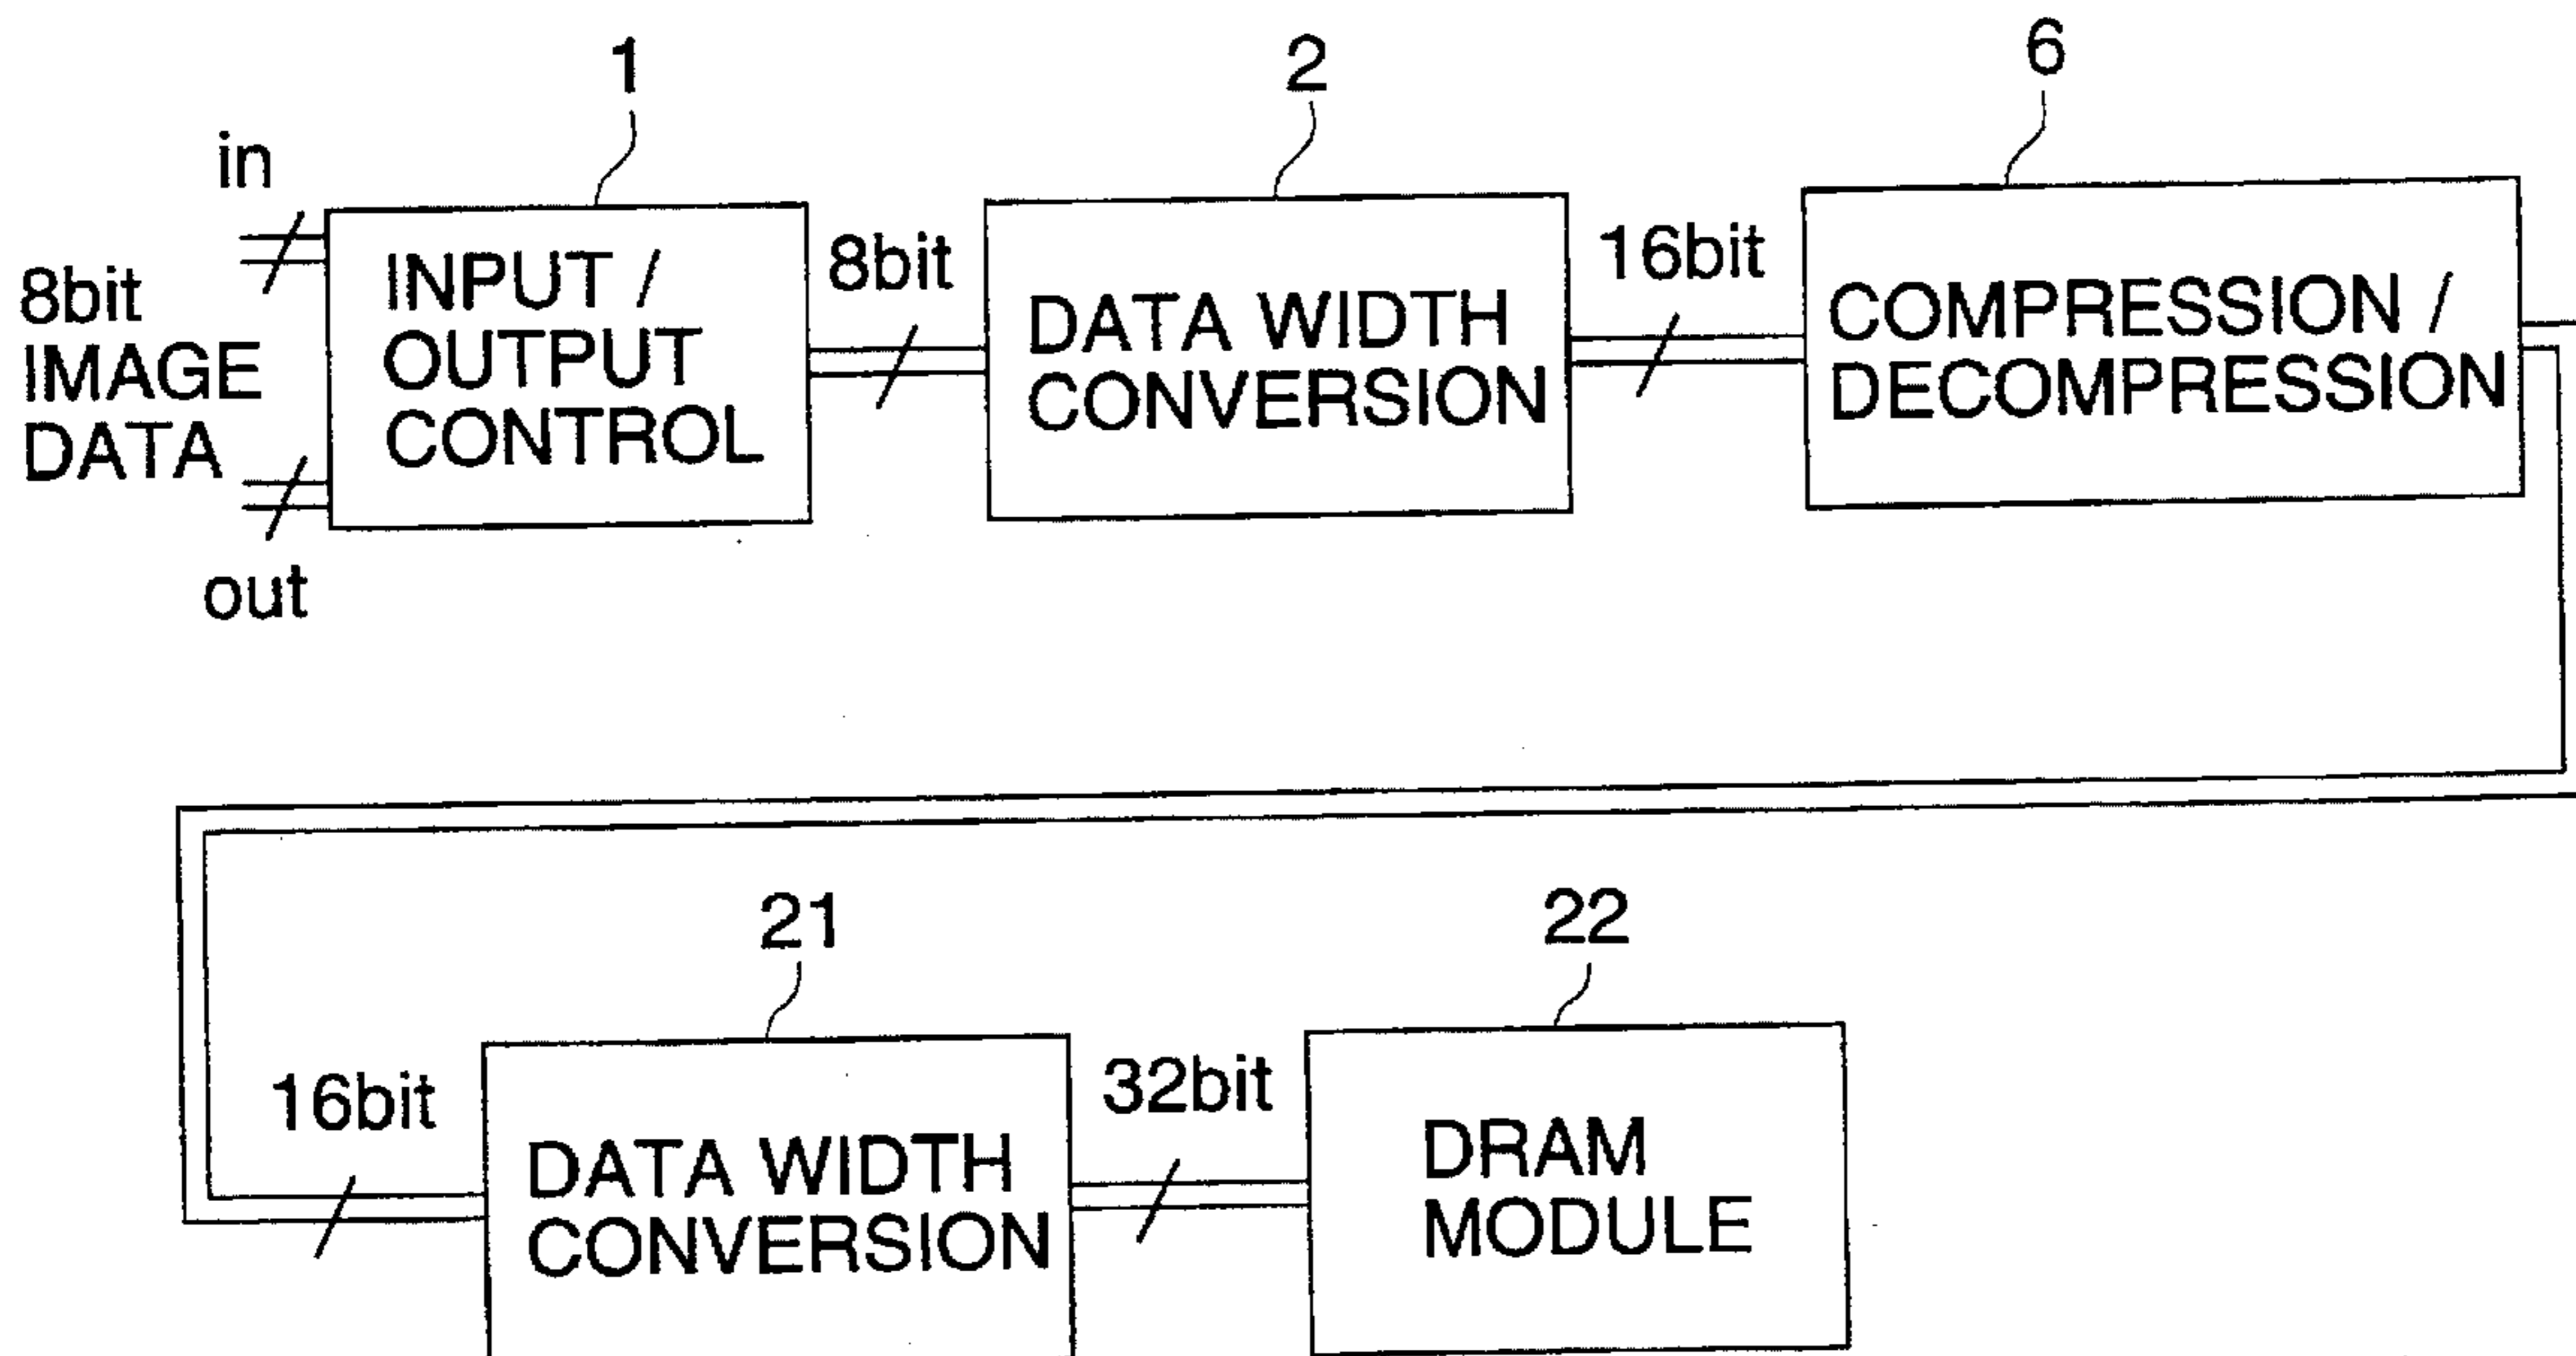 1
2
6
in
8bit
IMAGE
DATA
out
INPUT /
OUTPUT
CONTROL
8bit
DATA WIDTH
CONVERSION
16bit
COMPRESSION /
DECOMPRESSION
21
22
16bit
DATA WIDTH
CONVERSION
32bit
DRAM
MODULE